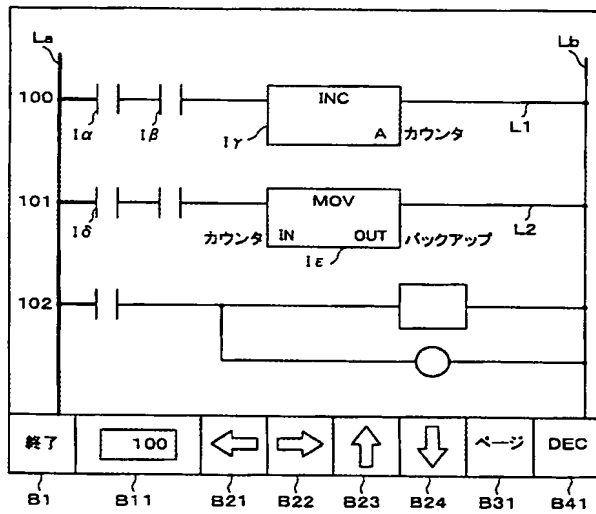 La Lb
100 INC
Iα Iβ Iγ A カウンタ L1
101 MOV
Iδ カウンタ IN OUT バックアップ L2
Iε
102
終了 100 ページ DEC
B1 B11 B21 B22 B23 B24 B31 B41